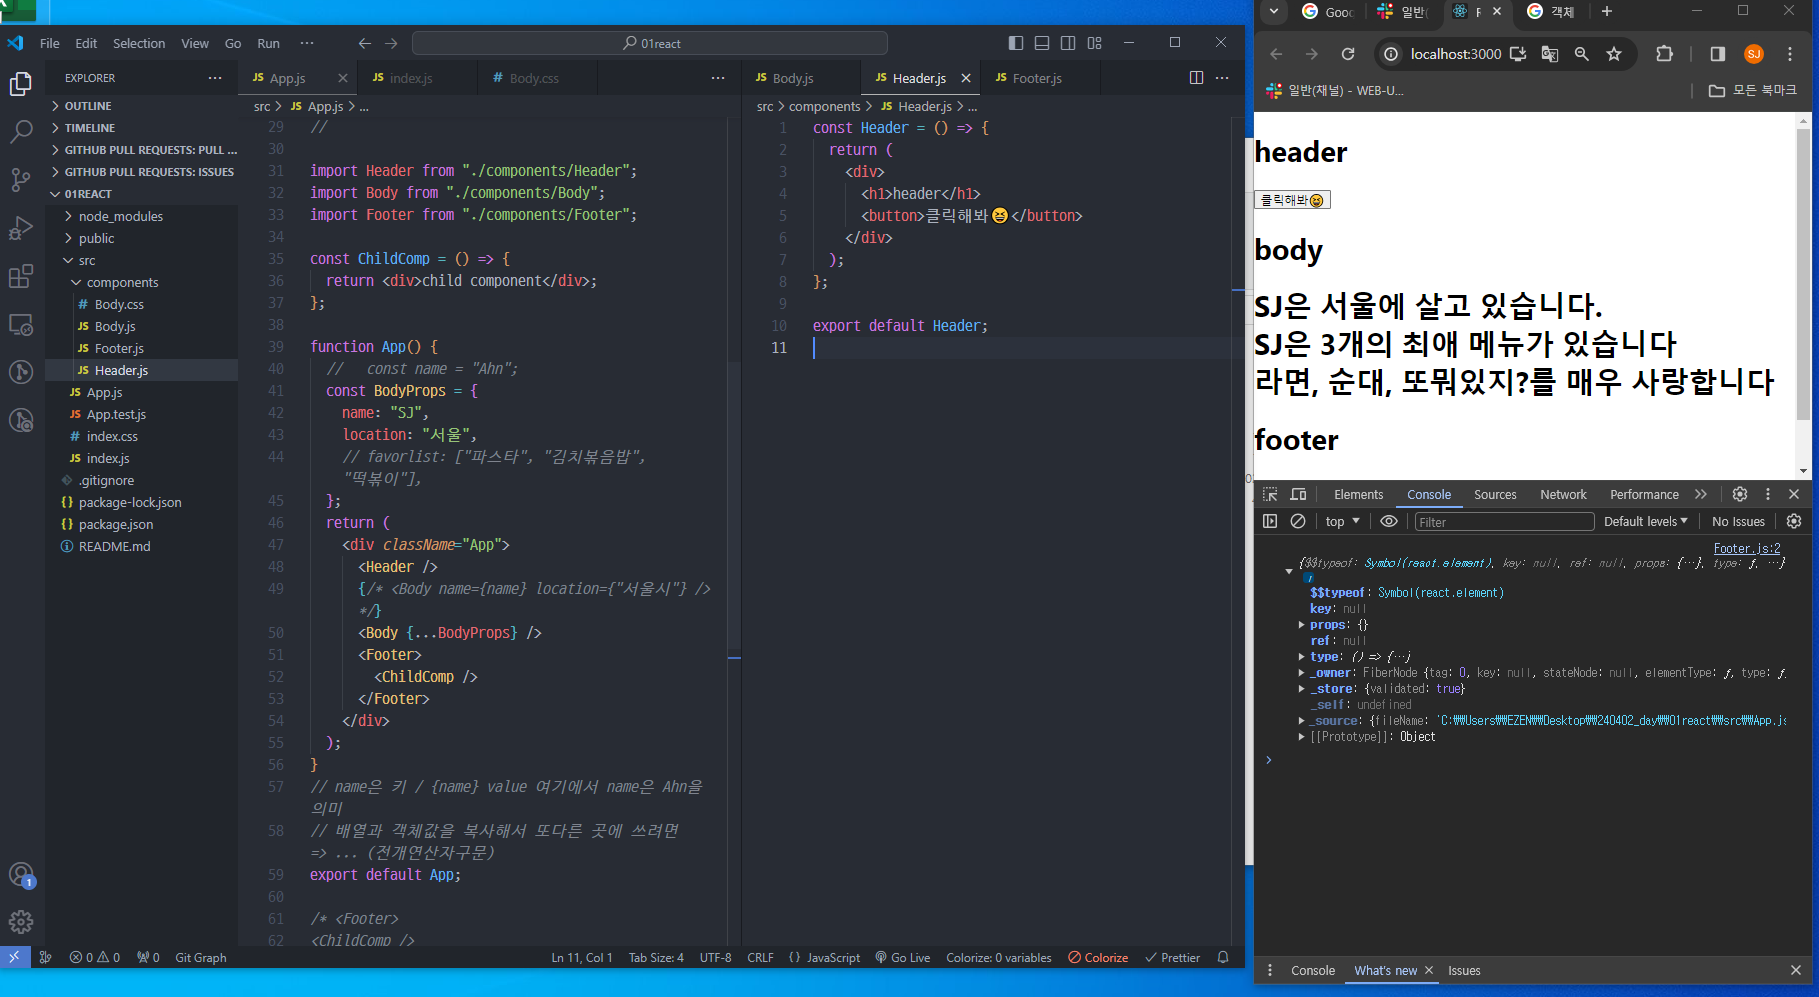 File Edit Selection View Go Run ··· 01react
EXPLORER ···
OUTLINE
TIMELINE
GITHUB PULL REQUESTS: PULL ...
GITHUB PULL REQUESTS: ISSUES
01REACT
node_modules
public
src
components
# Body.css
JS Body.js
JS Footer.js
JS Header.js
JS App.js
JS App.test.js
# index.css
JS index.js
.gitignore
{} package-lock.json
{} package.json
README.md
1
JS App.js JS index.js # Body.css ···
src > JS App.js > ...
29 //
30
31 import Header from "./components/Header";
32 import Body from "./components/Body";
33 import Footer from "./components/Footer";
34
35 const ChildComp = () => {
36 return <div>child component</div>;
37 };
38
39 function App() {
40 // const name = "Ahn";
41 const BodyProps = {
42 name: "SJ",
43 location: "서울",
44 // favorlist: ["파스타", "김치볶음밥",
"떡볶이"],
45 };
46 return (
47 <div className="App">
48 <Header />
49 {/* <Body name={name} location={"서울시"} />
*/}
50 <Body {...BodyProps} />
51 <Footer>
52 <ChildComp />
53 </Footer>
54 </div>
55 );
56 }
57 // name은 키 / {name} value 여기에서 name은 Ahn을
의미
58 // 배열과 객체값을 복사해서 또다른 곳에 쓰려면
=> ... (전개연산자구문)
59 export default App;
60
61 /* <Footer>
62 <ChildComp />
JS Body.js JS Header.js JS Footer.js ···
src > components > JS Header.js > ...
1 const Header = () => {
2 return (
3 <div>
4 <h1>header</h1>
5 <button>클릭해봐😆</button>
6 </div>
7 );
8 };
9
10 export default Header;
11
0 0 0 Git Graph Ln 11, Col 1 Tab Size: 4 UTF-8 CRLF {} JavaScript Go Live Colorize: 0 variables Colorize Prettier
Goo 일반( R 객체
localhost:3000 SJ
일반(채널) - WEB-U... 모든 북마크
header
클릭해봐😆
body
SJ은 서울에 살고 있습니다.
SJ은 3개의 최애 메뉴가 있습니다
라면, 순대, 또뭐있지?를 매우 사랑합니다
footer
Elements Console Sources Network Performance
top Filter Default levels No Issues
Footer.js:2
{$$typeof: Symbol(react.element), key: null, ref: null, props: {…}, type: ƒ, …}
i
$$typeof: Symbol(react.element)
key: null
props: {}
ref: null
type: () => {…}
_owner: FiberNode {tag: 0, key: null, stateNode: null, elementType: ƒ, type: ƒ,
_store: {validated: true}
_self: undefined
_source: {fileName: 'C:₩₩Users₩₩EZEN₩₩Desktop₩₩240402_day₩₩01react₩₩src₩₩App.js
[[Prototype]]: Object
Console What's new Issues